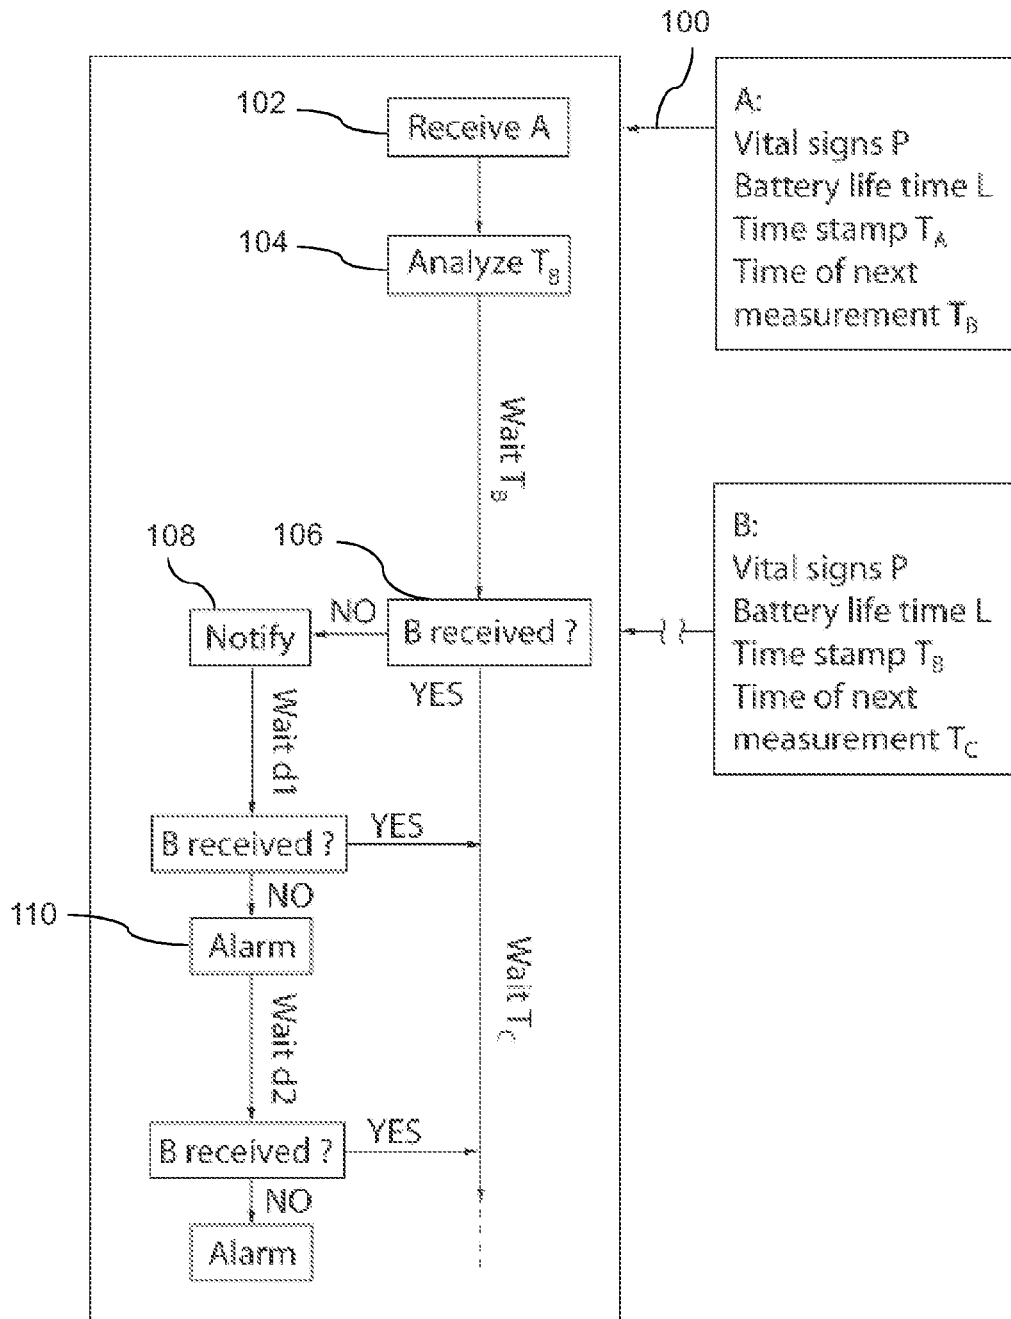 100
102
Receive A
A:
Vital signs P
Battery life time L
Time stamp T_A
Time of next
measurement T_B
104
Analyze T_B
Wait T_B
108
106
NO
Notify
B received ?
YES
B:
Vital signs P
Battery life time L
Time stamp T_B
Time of next
measurement T_C
Wait d1
B received ?
YES
NO
110
Alarm
Wait T_C
Wait d2
B received ?
YES
NO
Alarm